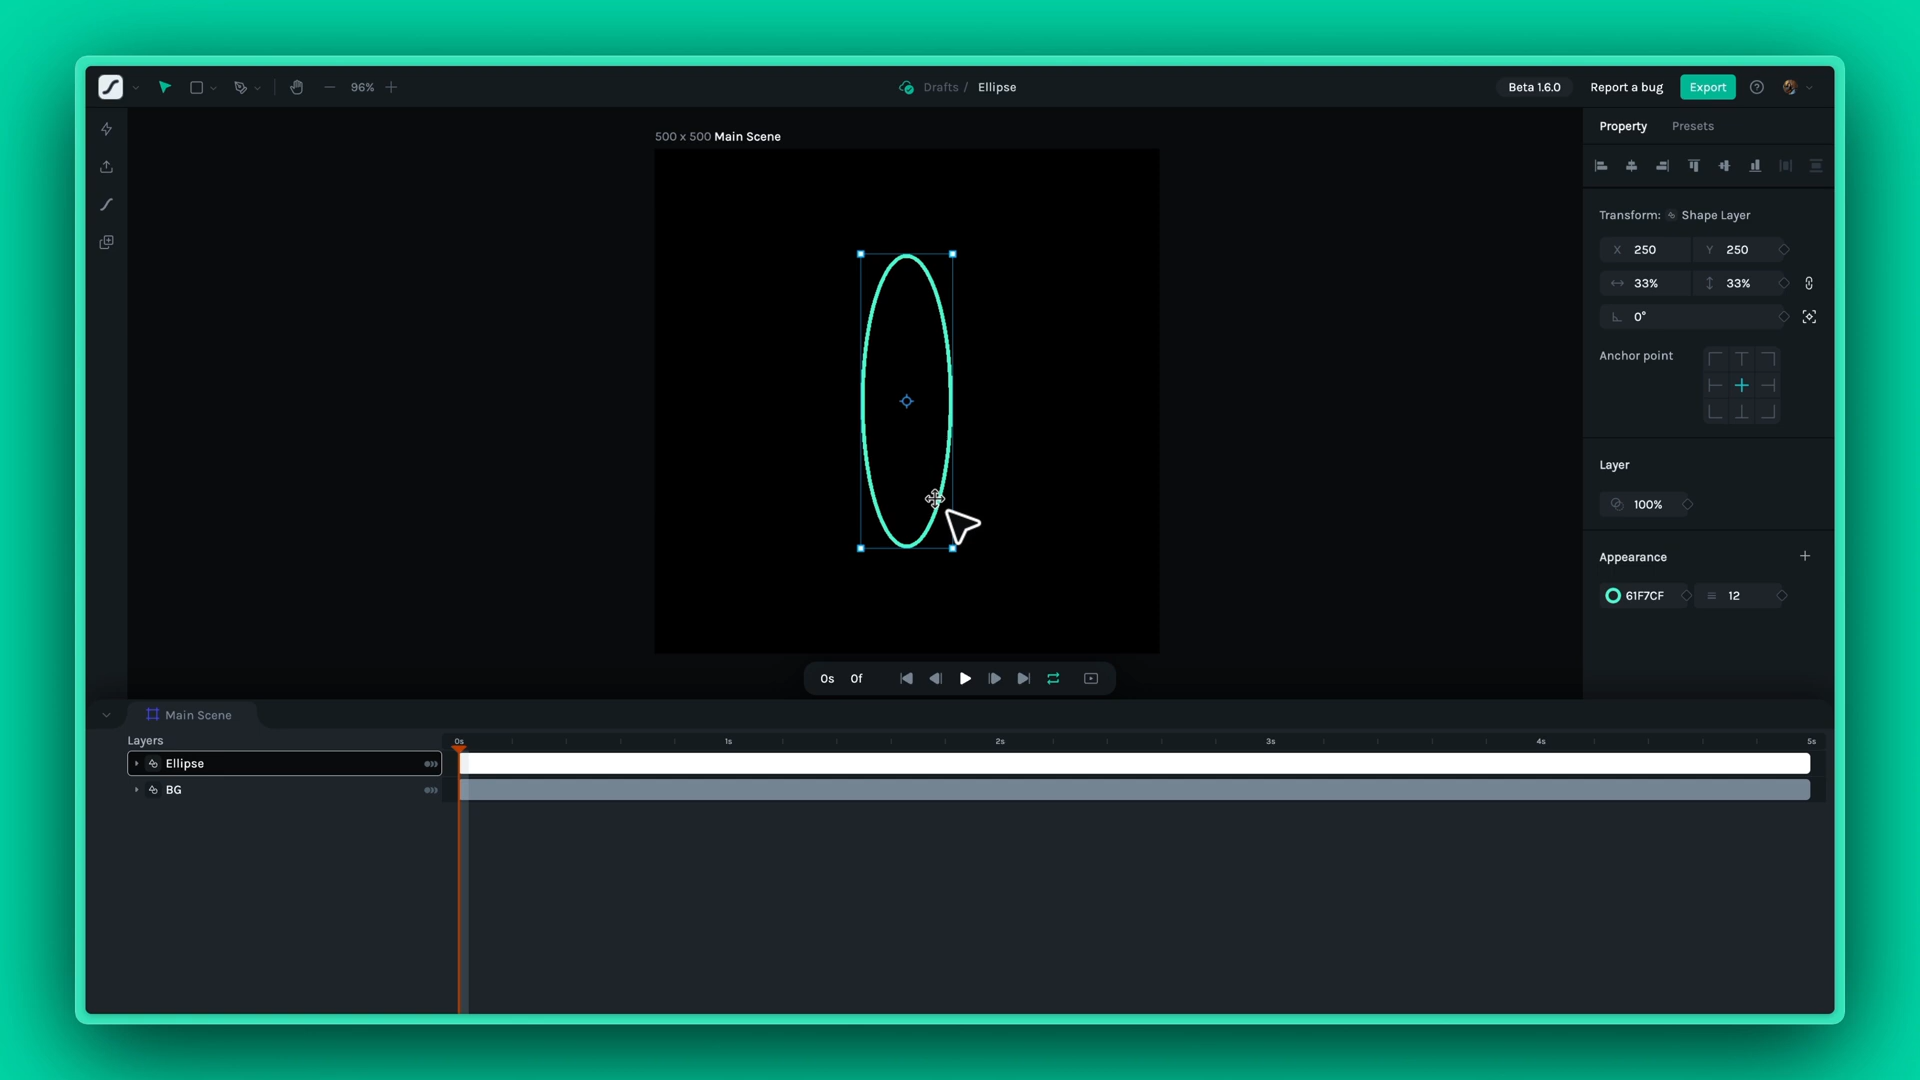 96%
Drafts / Ellipse
Beta 1.6.0
Report a bug
Export
Property
Presets
500 x 500 Main Scene
Transform: Shape Layer
X 250
Y 250
33%
33%
0°
Anchor point
Layer
100%
Appearance
61F7CF
12
0s 0f
Main Scene
Layers
0s
1s
2s
3s
4s
5s
Ellipse
BG